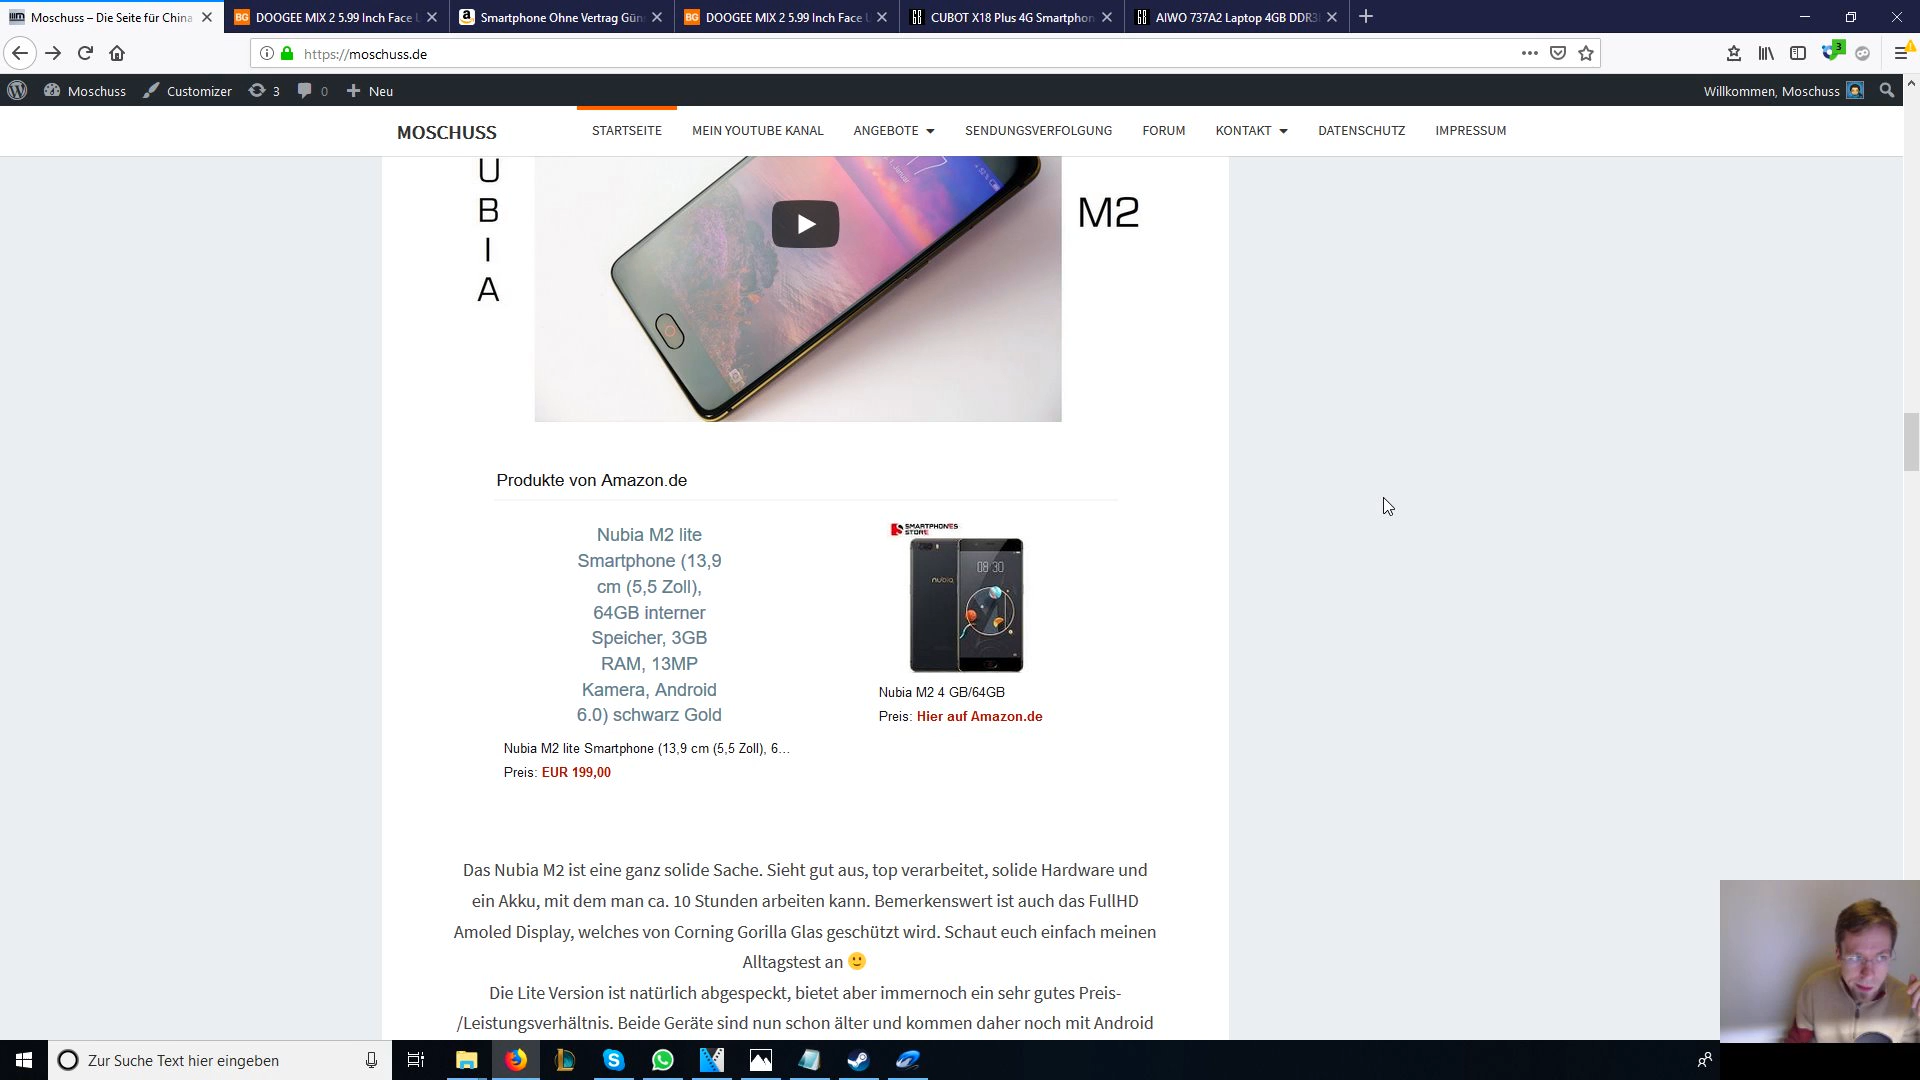 Moschuss – Die Seite für China
DOOGEE MIX 2 5.99 Inch Face U
Smartphone Ohne Vertrag Gün
DOOGEE MIX 2 5.99 Inch Face U
CUBOT X18 Plus 4G Smartphon
AIWO 737A2 Laptop 4GB DDR3
https://moschuss.de
3
Moschuss
Customizer
3
0
Neu
Willkommen, Moschuss
MOSCHUSS
STARTSEITE
MEIN YOUTUBE KANAL
ANGEBOTE
SENDUNGSVERFOLGUNG
FORUM
KONTAKT
DATENSCHUTZ
IMPRESSUM
U
B
I
A
M2
Produkte von Amazon.de
Nubia M2 lite
Smartphone (13,9
cm (5,5 Zoll),
64GB interner
Speicher, 3GB
RAM, 13MP
Kamera, Android
6.0) schwarz Gold
Nubia M2 lite Smartphone (13,9 cm (5,5 Zoll), 6…
Preis: EUR 199,00
SMARTPHONES
STORE
nubia
08:30
Nubia M2 4 GB/64GB
Preis: Hier auf Amazon.de
Das Nubia M2 ist eine ganz solide Sache. Sieht gut aus, top verarbeitet, solide Hardware und
ein Akku, mit dem man ca. 10 Stunden arbeiten kann. Bemerkenswert ist auch das FullHD
Amoled Display, welches von Corning Gorilla Glas geschützt wird. Schaut euch einfach meinen
Alltagstest an 🙂
Die Lite Version ist natürlich abgespeckt, bietet aber immernoch ein sehr gutes Preis-
/Leistungsverhältnis. Beide Geräte sind nun schon älter und kommen daher noch mit Android
Zur Suche Text hier eingeben